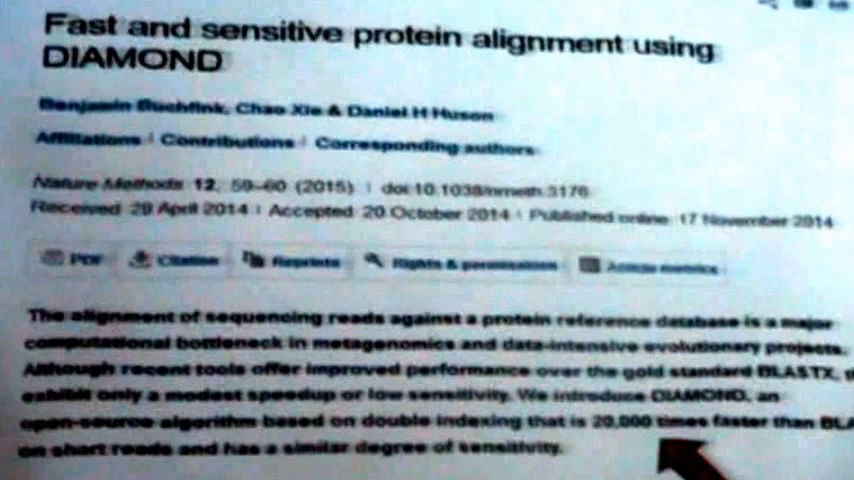 Fast and sensitive protein alignment using
DIAMOND
Benjamin Buchfink, Chao Xie & Daniel H Huson
Affiliations | Contributions | Corresponding authors
Nature Methods 12, 59–60 (2015) | doi:10.1038/nmeth.3176
Received 29 April 2014 | Accepted 20 October 2014 | Published online 17 November 2014
PDF Citation Reprints Rights & permissions Article metrics
The alignment of sequencing reads against a protein reference database is a major
computational bottleneck in metagenomics and data-intensive evolutionary projects.
Although recent tools offer improved performance over the gold standard BLASTX, t
exhibit only a modest speedup or low sensitivity. We introduce DIAMOND, an
open-source algorithm based on double indexing that is 20,000 times faster than BLA
on short reads and has a similar degree of sensitivity.